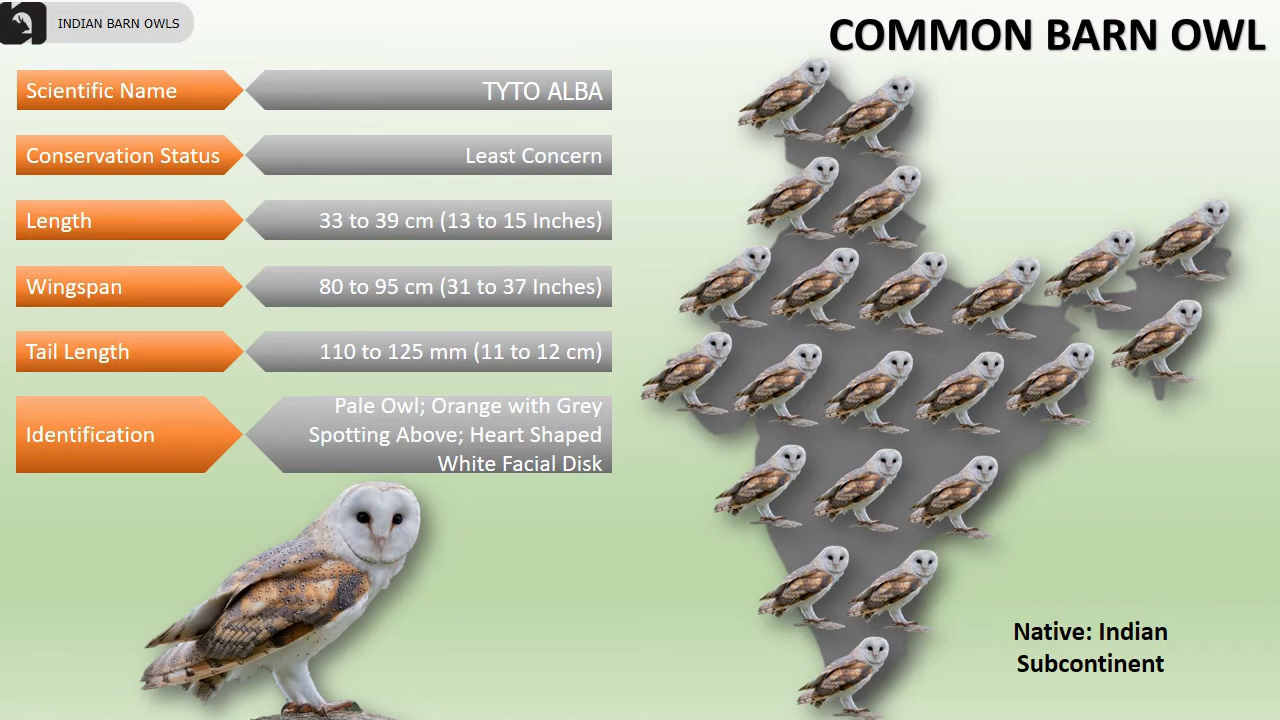 INDIAN BARN OWLS
COMMON BARN OWL
Scientific Name
TYTO ALBA
Conservation Status
Least Concern
Length
33 to 39 cm (13 to 15 Inches)
Wingspan
80 to 95 cm (31 to 37 Inches)
Tail Length
110 to 125 mm (11 to 12 cm)
Identification
Pale Owl; Orange with Grey
Spotting Above; Heart Shaped
White Facial Disk
Native: Indian
Subcontinent